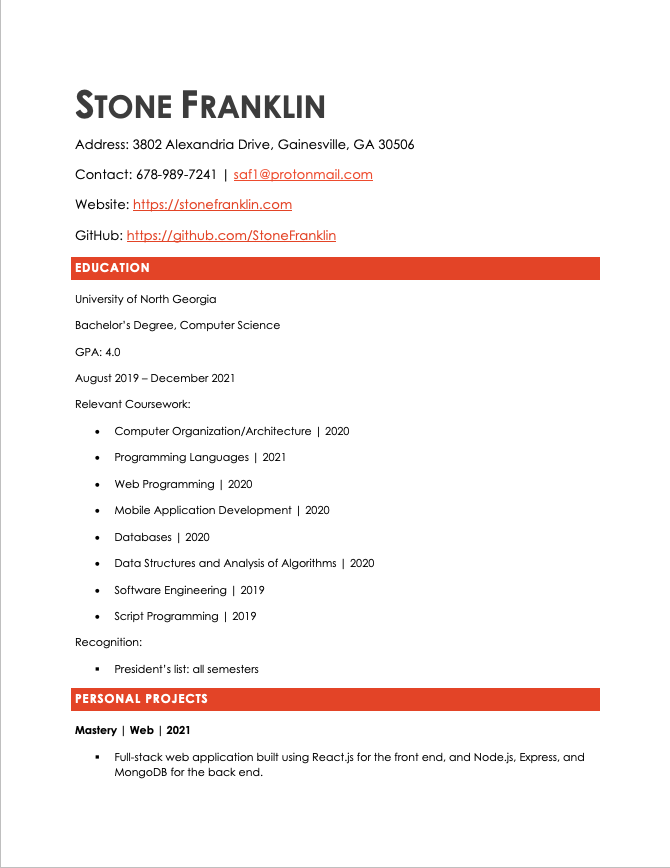 STONE FRANKLIN
Address: 3802 Alexandria Drive, Gainesville, GA 30506
Contact: 678-989-7241 | saf1@protonmail.com
Website: https://stonefranklin.com
GitHub: https://github.com/StoneFranklin
EDUCATION
University of North Georgia
Bachelor's Degree, Computer Science
GPA: 4.0
August 2019 – December 2021
Relevant Coursework:
• Computer Organization/Architecture | 2020
• Programming Languages | 2021
• Web Programming | 2020
• Mobile Application Development | 2020
• Databases | 2020
• Data Structures and Analysis of Algorithms | 2020
• Software Engineering | 2019
• Script Programming | 2019
Recognition:
▪ President's list: all semesters
PERSONAL PROJECTS
Mastery | Web | 2021
▪ Full-stack web application built using React.js for the front end, and Node.js, Express, and
MongoDB for the back end.